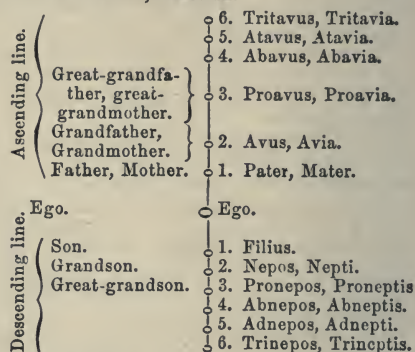 6. Tritavus, Tritavia.
5. Atavus, Atavia.
4. Abavus, Abavia.
Great-grandfa-
ther, great-
grandmother.
3. Proavus, Proavia.
Grandfather,
Grandmother.
2. Avus, Avia.
Father, Mother.
1. Pater, Mater.
Ascending line.
Ego.
Ego.
Son.
1. Filius.
Grandson.
2. Nepos, Nepti.
Great-grandson.
3. Pronepos, Proneptis
4. Abnepos, Abneptis.
5. Adnepos, Adnepti.
6. Trinepos, Trineptis.
Descending line.